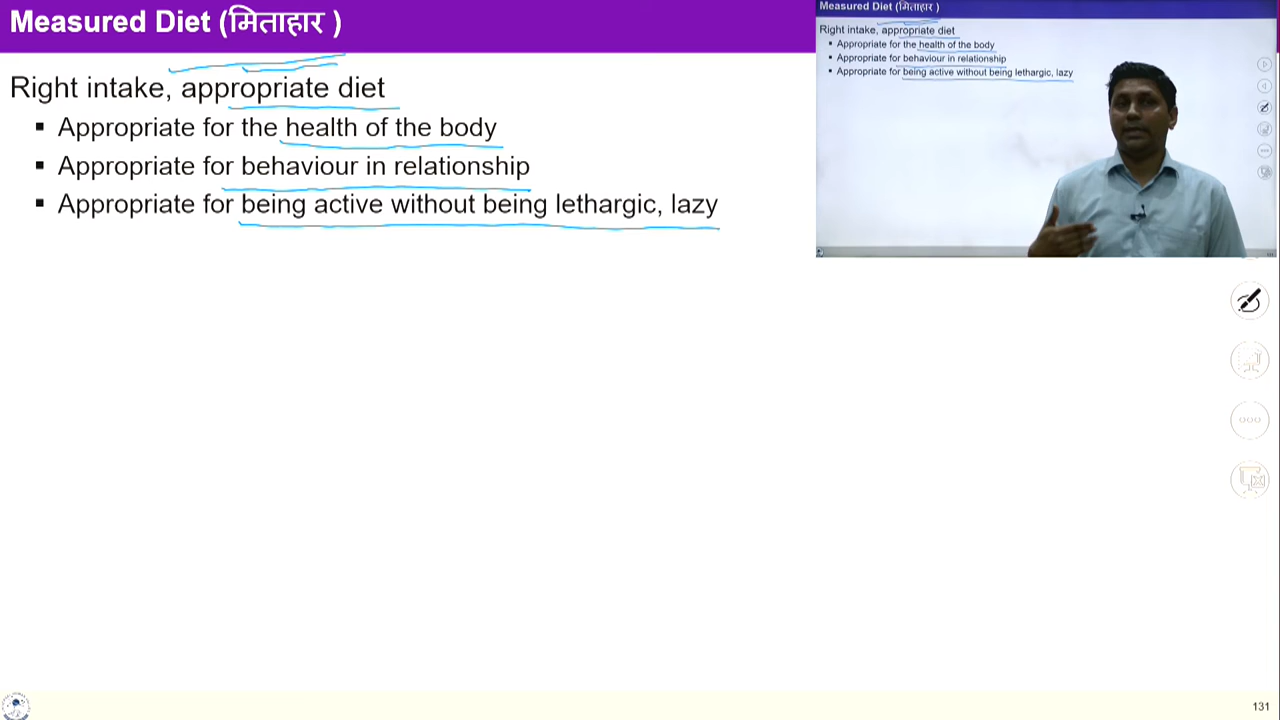 Measured Diet (मिताहार )
Right intake, appropriate diet
▪ Appropriate for the health of the body
▪ Appropriate for behaviour in relationship
▪ Appropriate for being active without being lethargic, lazy
Measured Diet (मिताहार )
Right intake, appropriate diet
▪ Appropriate for the health of the body
▪ Appropriate for behaviour in relationship
▪ Appropriate for being active without being lethargic, lazy
131